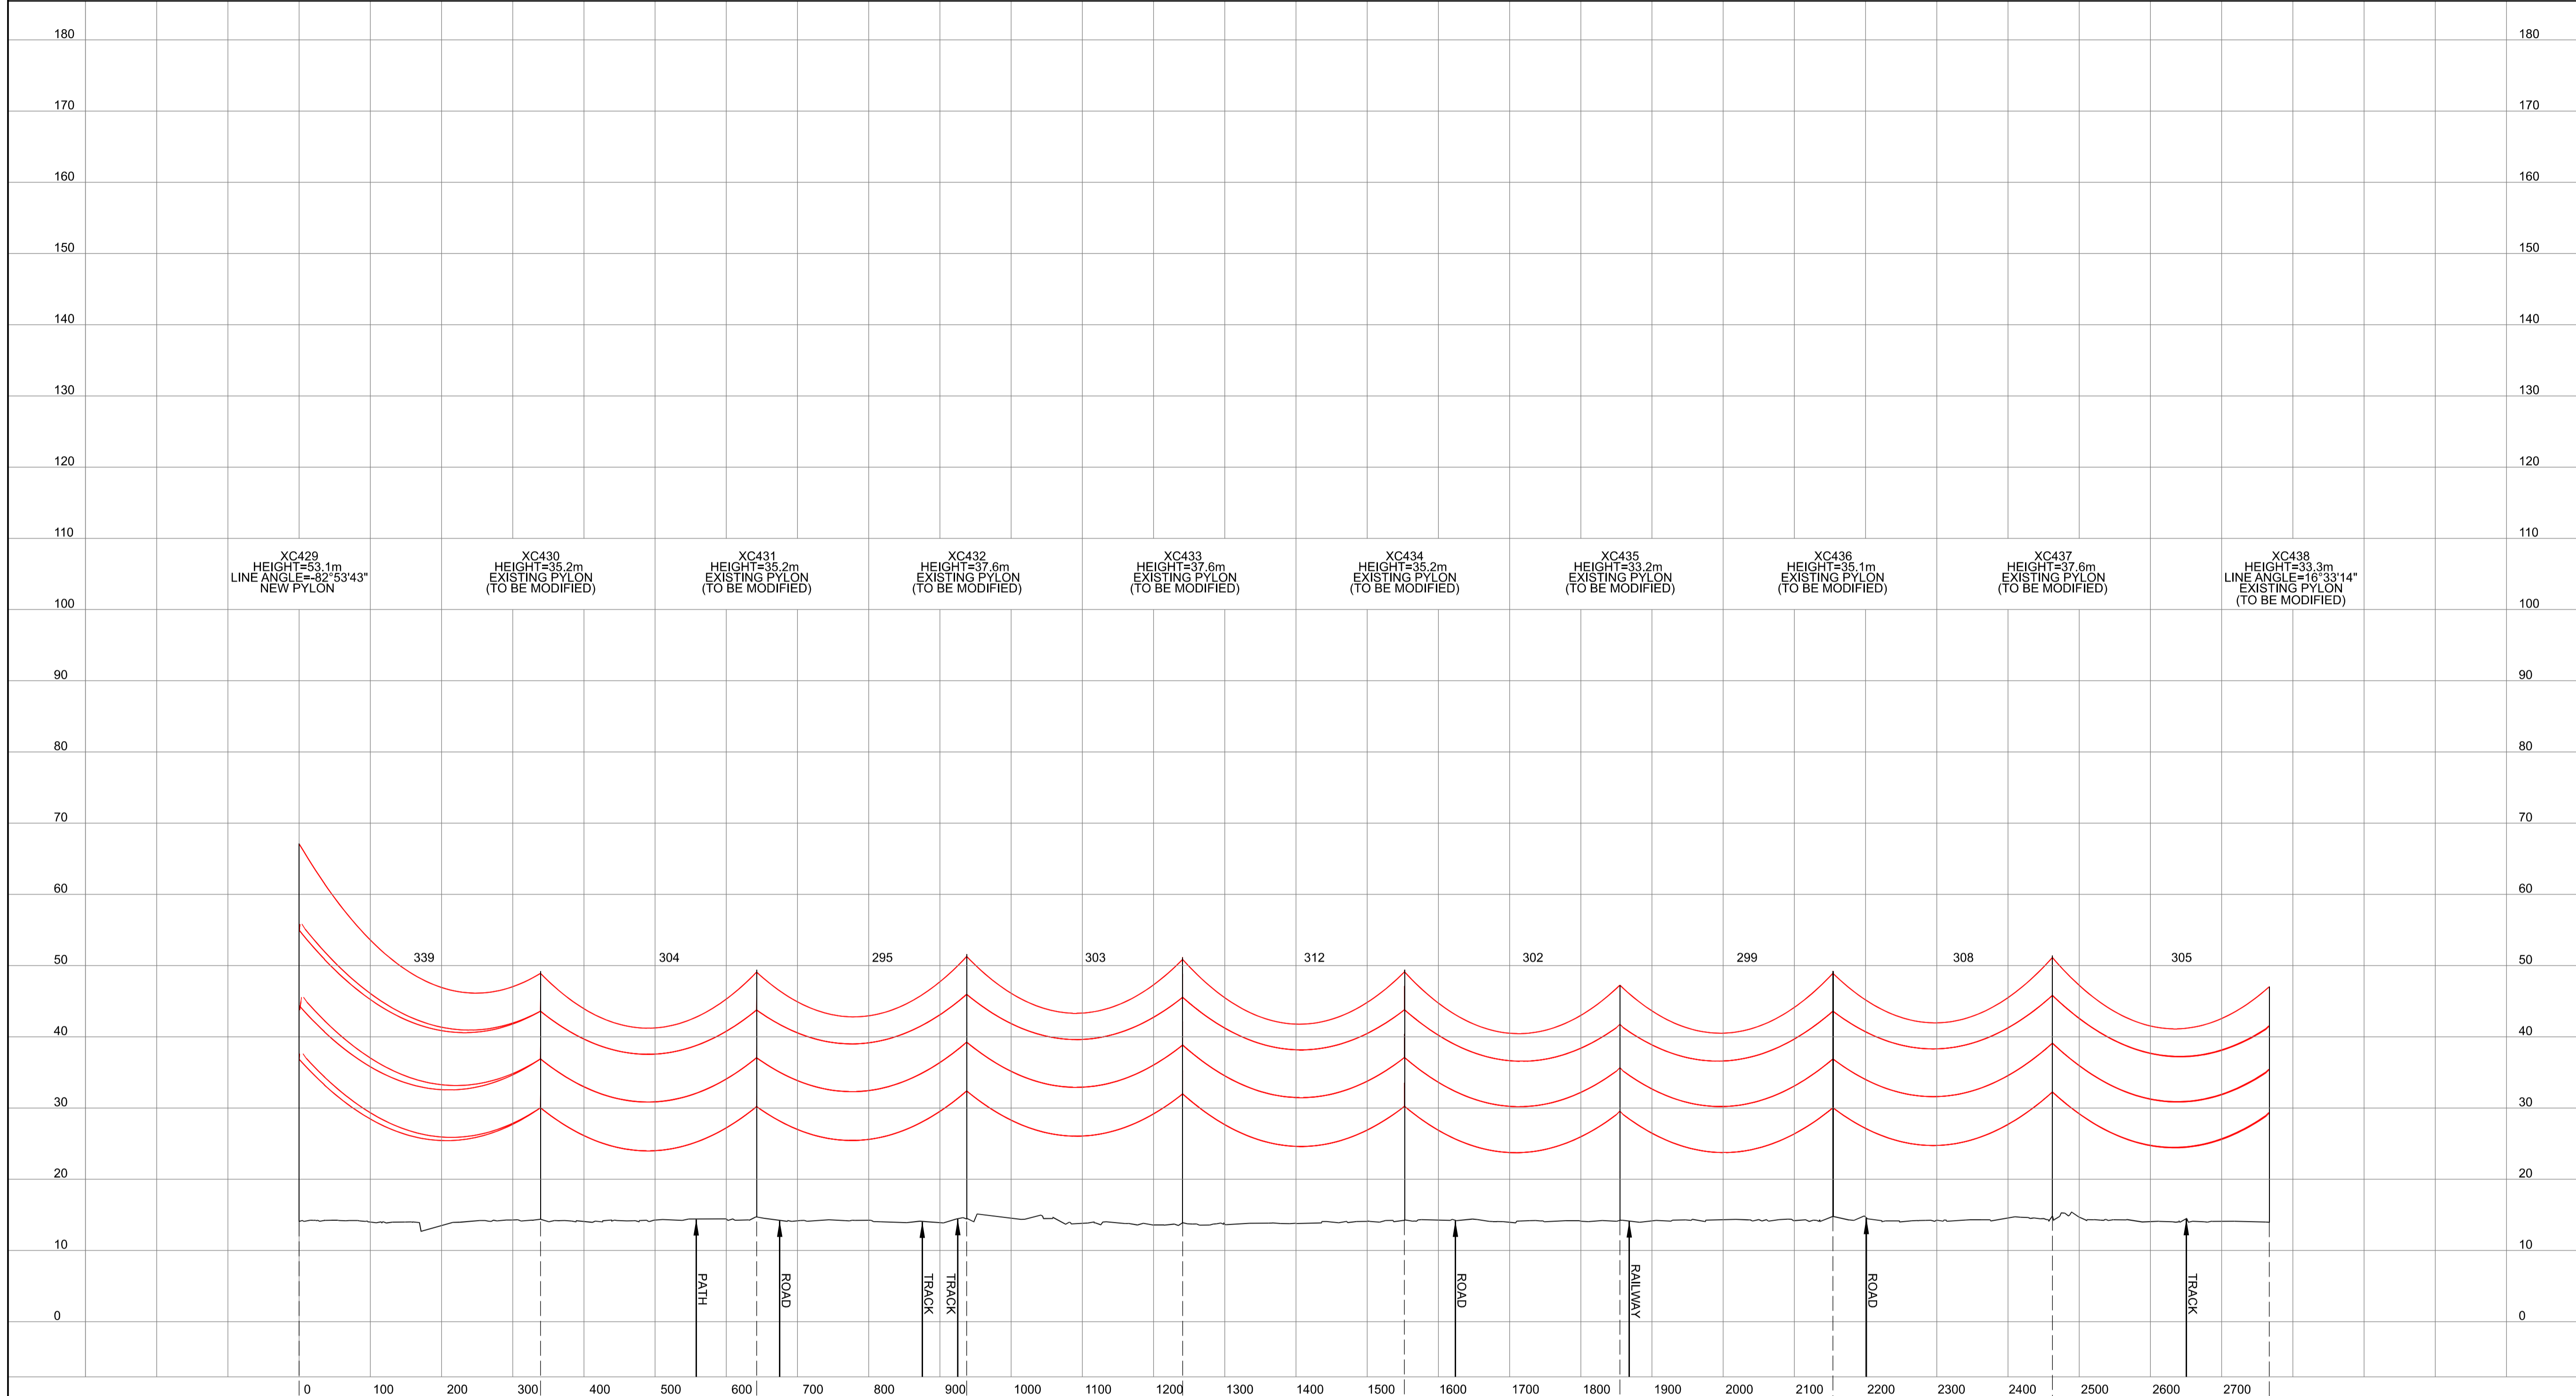 180 180
170 170
160 160
150 150
140 140
130 130
120 120
110 110
XC429
HEIGHT=53.1m
LINE ANGLE=-82°53'43"
NEW PYLON
XC430
HEIGHT=35.2m
EXISTING PYLON
(TO BE MODIFIED)
XC431
HEIGHT=35.2m
EXISTING PYLON
(TO BE MODIFIED)
XC432
HEIGHT=37.6m
EXISTING PYLON
(TO BE MODIFIED)
XC433
HEIGHT=37.6m
EXISTING PYLON
(TO BE MODIFIED)
XC434
HEIGHT=35.2m
EXISTING PYLON
(TO BE MODIFIED)
XC435
HEIGHT=33.2m
EXISTING PYLON
(TO BE MODIFIED)
XC436
HEIGHT=35.1m
EXISTING PYLON
(TO BE MODIFIED)
XC437
HEIGHT=37.6m
EXISTING PYLON
(TO BE MODIFIED)
XC438
HEIGHT=33.3m
LINE ANGLE=16°33'14"
EXISTING PYLON
(TO BE MODIFIED)
100 100
90 90
80 80
70 70
60 60
50 339 304 295 303 312 302 299 308 305 50
40 40
30 30
20 20
10 10
PATH
ROAD
TRACK
TRACK
ROAD
RAILWAY
ROAD
TRACK
0 0
0 100 200 300 400 500 600 700 800 900 1000 1100 1200 1300 1400 1500 1600 1700 1800 1900 2000 2100 2200 2300 2400 2500 2600 2700